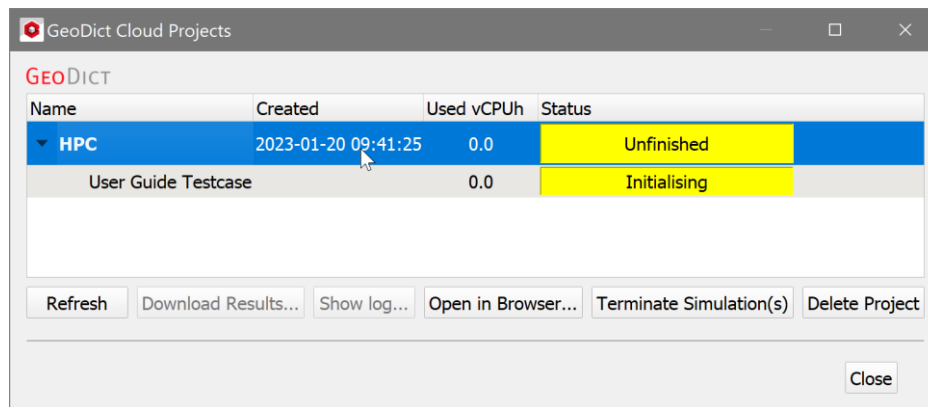 GeoDict Cloud Projects
GEODICT
Name Created Used vCPUh Status
HPC 2023-01-20 09:41:25 0.0 Unfinished
User Guide Testcase 0.0 Initialising
Refresh Download Results... Show log... Open in Browser... Terminate Simulation(s) Delete Project
Close